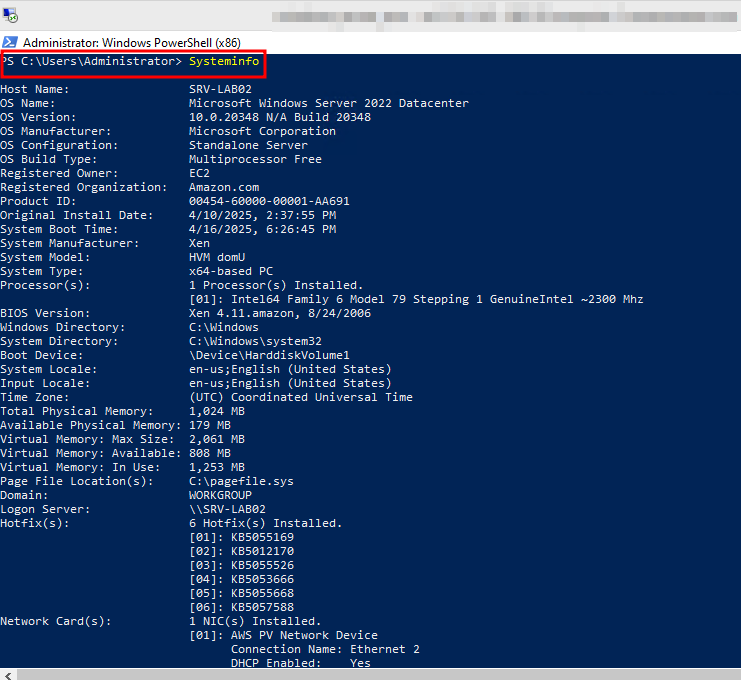 Administrator: Windows PowerShell (x86)
PS C:\Users\Administrator> Systeminfo
Host Name: SRV-LAB02
OS Name: Microsoft Windows Server 2022 Datacenter
OS Version: 10.0.20348 N/A Build 20348
OS Manufacturer: Microsoft Corporation
OS Configuration: Standalone Server
OS Build Type: Multiprocessor Free
Registered Owner: EC2
Registered Organization: Amazon.com
Product ID: 00454-60000-00001-AA691
Original Install Date: 4/10/2025, 2:37:55 PM
System Boot Time: 4/16/2025, 6:26:45 PM
System Manufacturer: Xen
System Model: HVM domU
System Type: x64-based PC
Processor(s): 1 Processor(s) Installed.
[01]: Intel64 Family 6 Model 79 Stepping 1 GenuineIntel ~2300 Mhz
BIOS Version: Xen 4.11.amazon, 8/24/2006
Windows Directory: C:\Windows
System Directory: C:\Windows\system32
Boot Device: \Device\HarddiskVolume1
System Locale: en-us;English (United States)
Input Locale: en-us;English (United States)
Time Zone: (UTC) Coordinated Universal Time
Total Physical Memory: 1,024 MB
Available Physical Memory: 179 MB
Virtual Memory: Max Size: 2,061 MB
Virtual Memory: Available: 808 MB
Virtual Memory: In Use: 1,253 MB
Page File Location(s): C:\pagefile.sys
Domain: WORKGROUP
Logon Server: \\SRV-LAB02
Hotfix(s): 6 Hotfix(s) Installed.
[01]: KB5055169
[02]: KB5012170
[03]: KB5055526
[04]: KB5053666
[05]: KB5055668
[06]: KB5057588
Network Card(s): 1 NIC(s) Installed.
[01]: AWS PV Network Device
Connection Name: Ethernet 2
DHCP Enabled: Yes